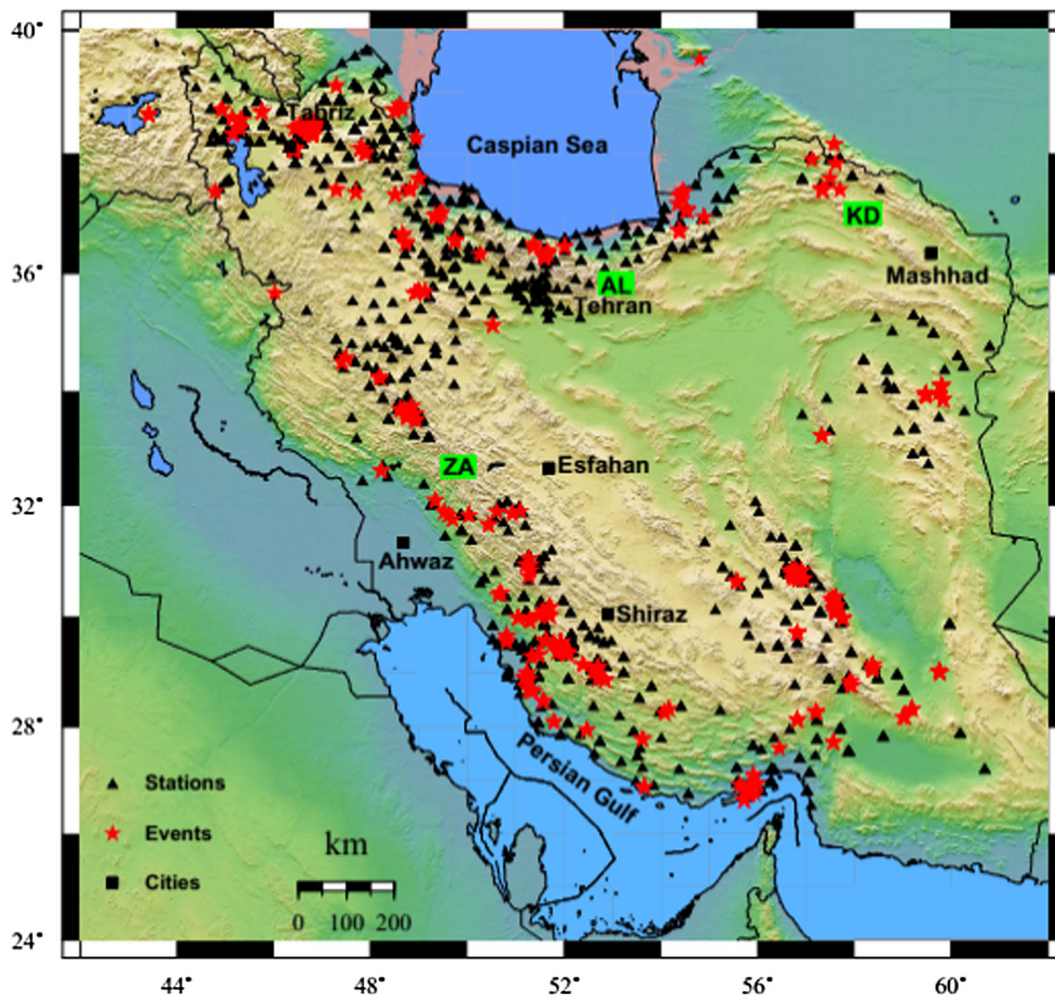 40°
36°
32°
28°
24°
Tabriz
Caspian Sea
KD
Mashhad
AL
Tehran
ZA
Esfahan
Ahwaz
Shiraz
Persian Gulf
Stations
Events
Cities
km
0 100 200
44° 48° 52° 56° 60°